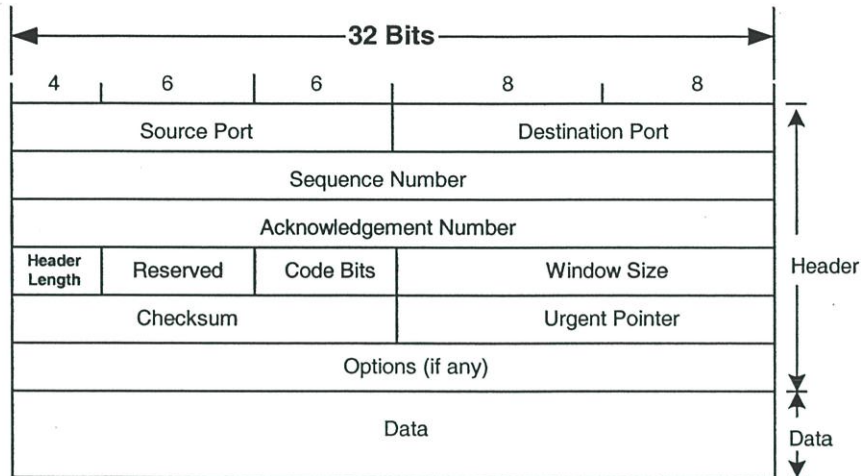 32 Bits
4 6 6 8 8
Source Port Destination Port
Sequence Number
Acknowledgement Number
Header
Length
Reserved Code Bits Window Size
Header
Checksum Urgent Pointer
Options (if any)
Data
Data